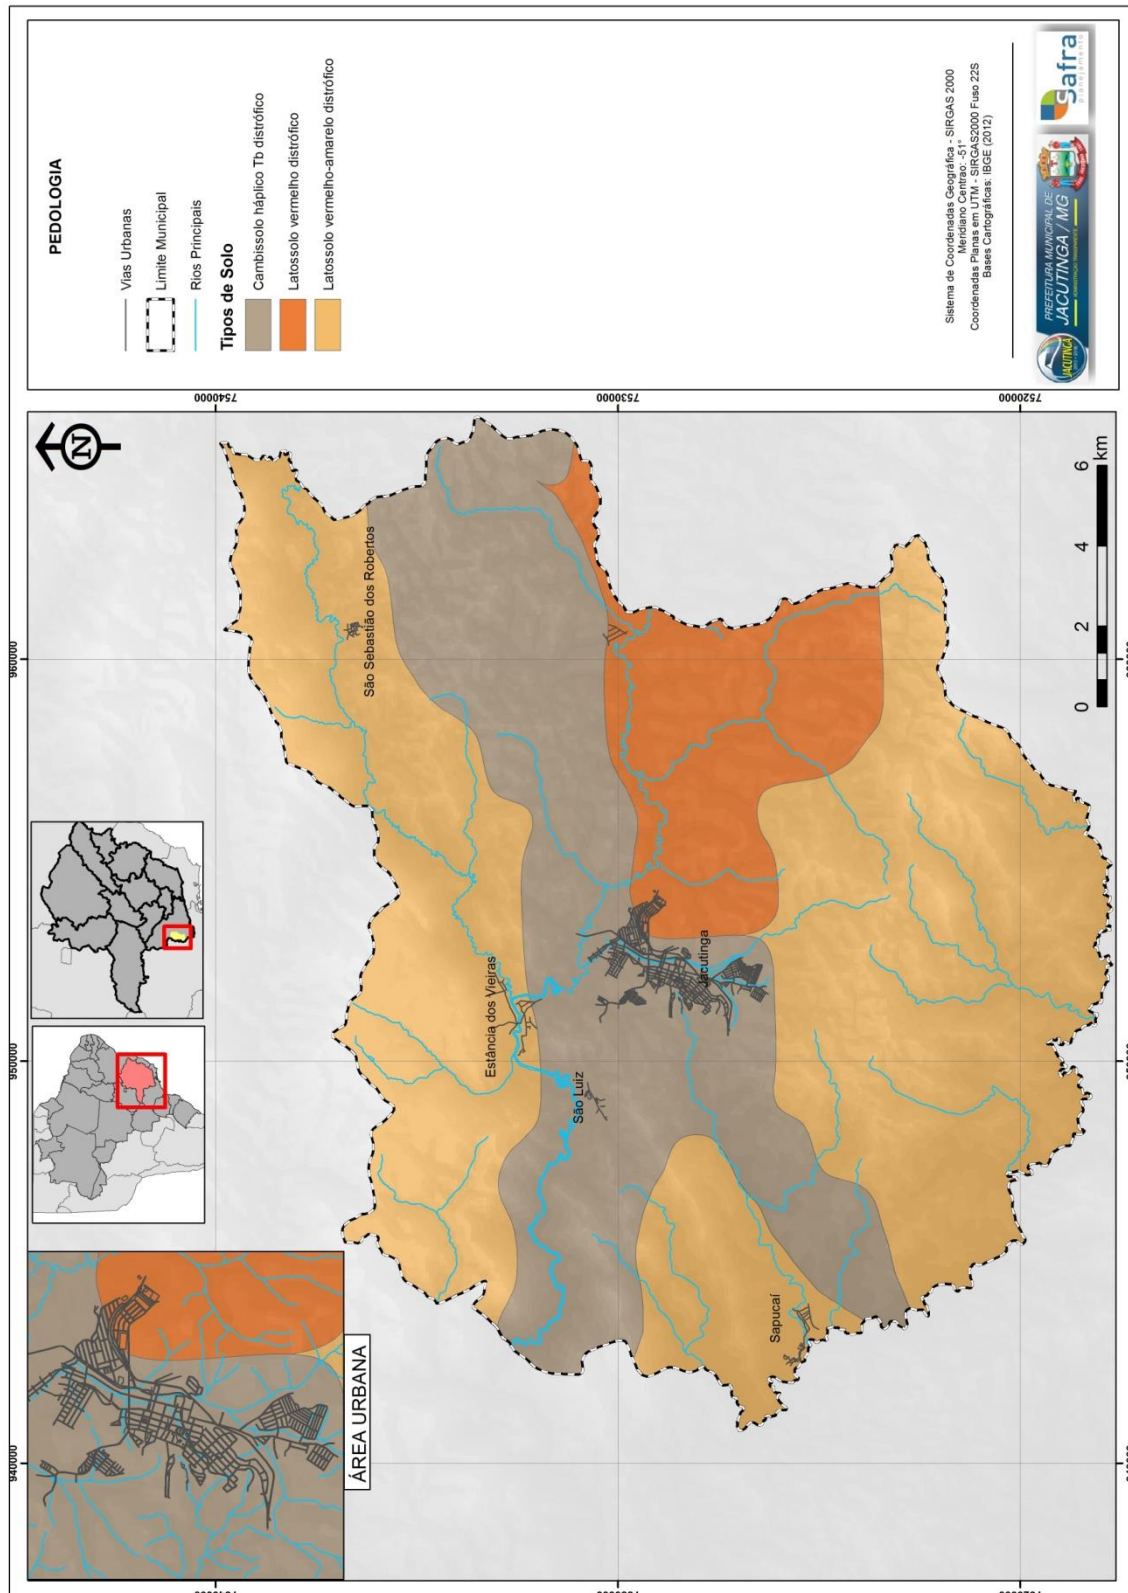 PEDOLOGIA
Vias Urbanas
Limite Municipal
Rios Principais
Tipos de Solo
Cambissolo háplico Tb distrófico
Latossolo vermelho distrófico
Latossolo vermelho-amarelo distrófico
Sistema de Coordenadas Geográfica - SIRGAS 2000
Meridiano Centrao: -51°
Coordenadas Planas em UTM - SIRGAS2000 Fuso 22S
Bases Cartográficas: IBGE (2012)
JACUTINGA
PREFEITURA MUNICIPAL DE
JACUTINGA / MG
Safra
planejamento
ÁREA URBANA
940000
950000
960000
7540000
7530000
7520000
N
São Sebastião dos Robertos
Estância dos Vieiras
São Luiz
Jacutinga
Sapucaí
0 2 4 6
km